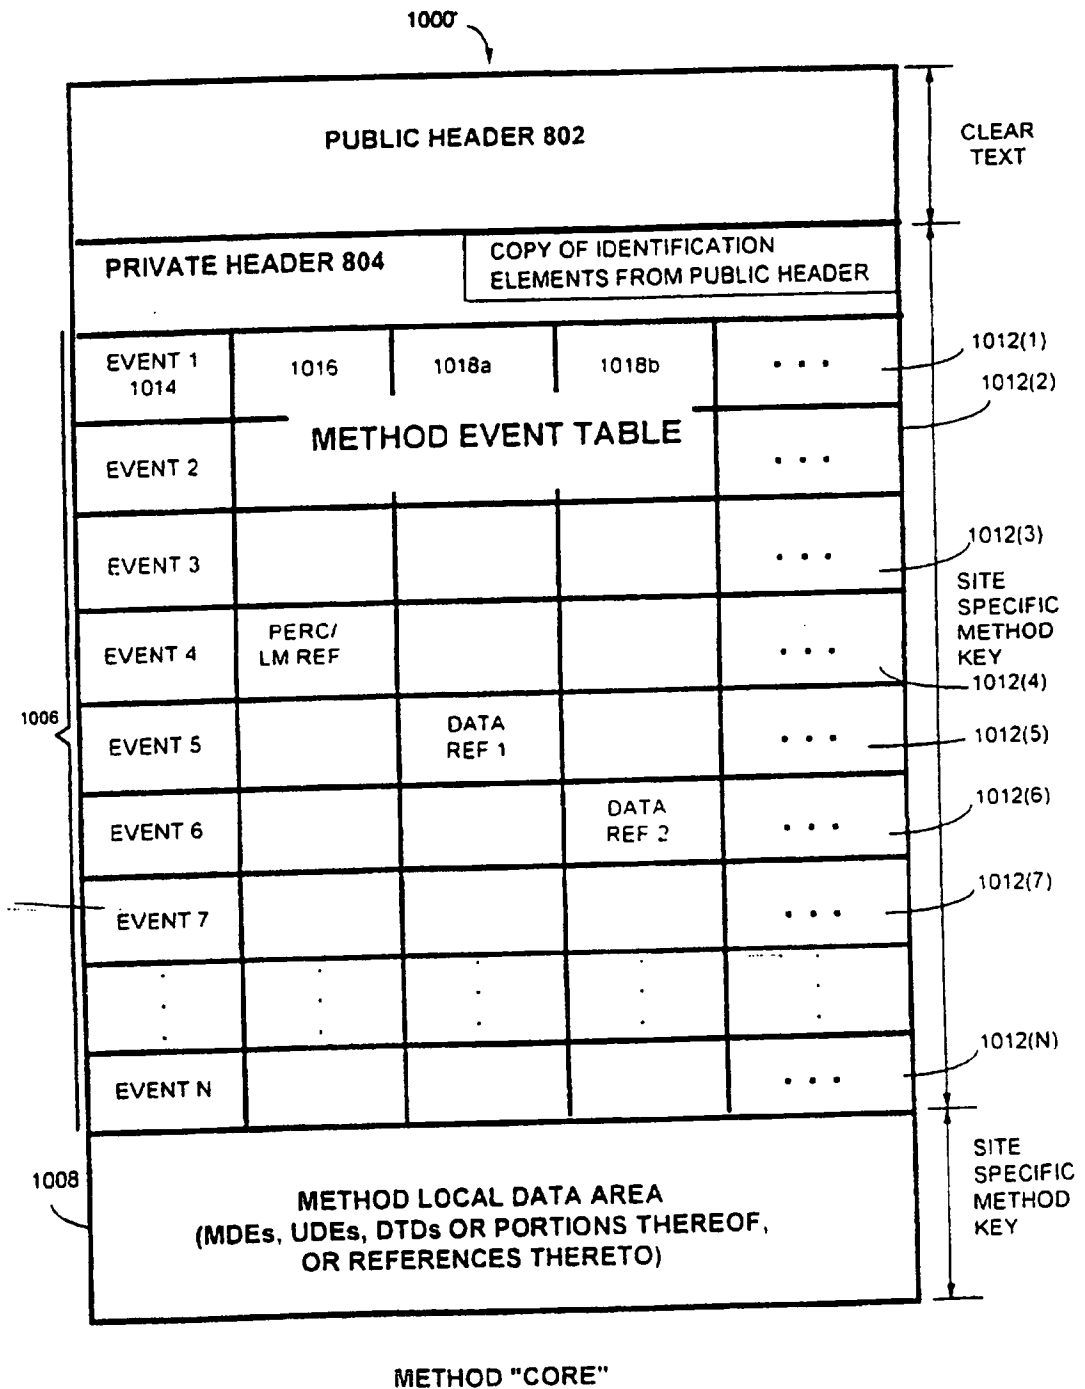 1000
PUBLIC HEADER 802
CLEAR
TEXT
PRIVATE HEADER 804
COPY OF IDENTIFICATION
ELEMENTS FROM PUBLIC HEADER
EVENT 1
1014
1016
1018a
1018b
• • •
1012(1)
1012(2)
METHOD EVENT TABLE
EVENT 2
• • •
EVENT 3
• • •
1012(3)
SITE
SPECIFIC
METHOD
KEY
EVENT 4
PERC/
LM REF
• • •
1012(4)
1006
EVENT 5
DATA
REF 1
• • •
1012(5)
EVENT 6
DATA
REF 2
• • •
1012(6)
EVENT 7
• • •
1012(7)
EVENT N
• • •
1012(N)
1008
METHOD LOCAL DATA AREA
(MDEs, UDEs, DTDs OR PORTIONS THEREOF,
OR REFERENCES THERETO)
SITE
SPECIFIC
METHOD
KEY
METHOD "CORE"